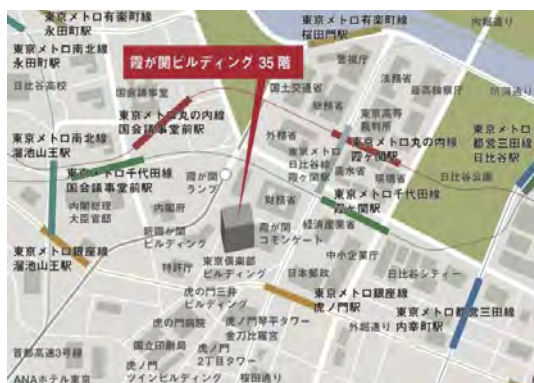 東京メトロ有楽町線
永田町駅
東京メトロ有楽町線
桜田門駅
内堀通り
東京メトロ南北線
永田町駅
日比谷高校
霞が関ビルディング 35 階
警視庁
法務省
最高検察庁
国会議事堂
国土交通省
総務省
東京高等
裁判所
東京メトロ丸の内線
国会議事堂前駅
外務省
東京メトロ丸の内線
霞ヶ関駅
東京メトロ南北線
溜池山王駅
東京メトロ
日比谷線
霞ヶ関駅
農水省
環境省
都営三田線
日比谷駅
日比谷公園
東京メトロ千代田線
国会議事堂前駅
霞が関
ランプ
東京メトロ千代田線
霞ヶ関駅
内閣総理
大臣官邸
内閣府
財務省
新霞が関
ビルディング
霞が関
コモンゲート
経済産業省
中小企業庁
東京メトロ銀座線
溜池山王駅
特許庁
東京倶楽部
ビルディング
日本郵政
日比谷シティー
虎の門三井
ビルディング
東京メトロ銀座線
虎ノ門駅
東京メトロ都営三田線
内幸町駅
外堀通り
虎の門病院
虎ノ門琴平タワー
金刀比羅宮
首都高速3号線
国立印刷局
虎ノ門
2丁目タワー
ANAホテル東京
虎ノ門
ツインビルディング
桜田通り